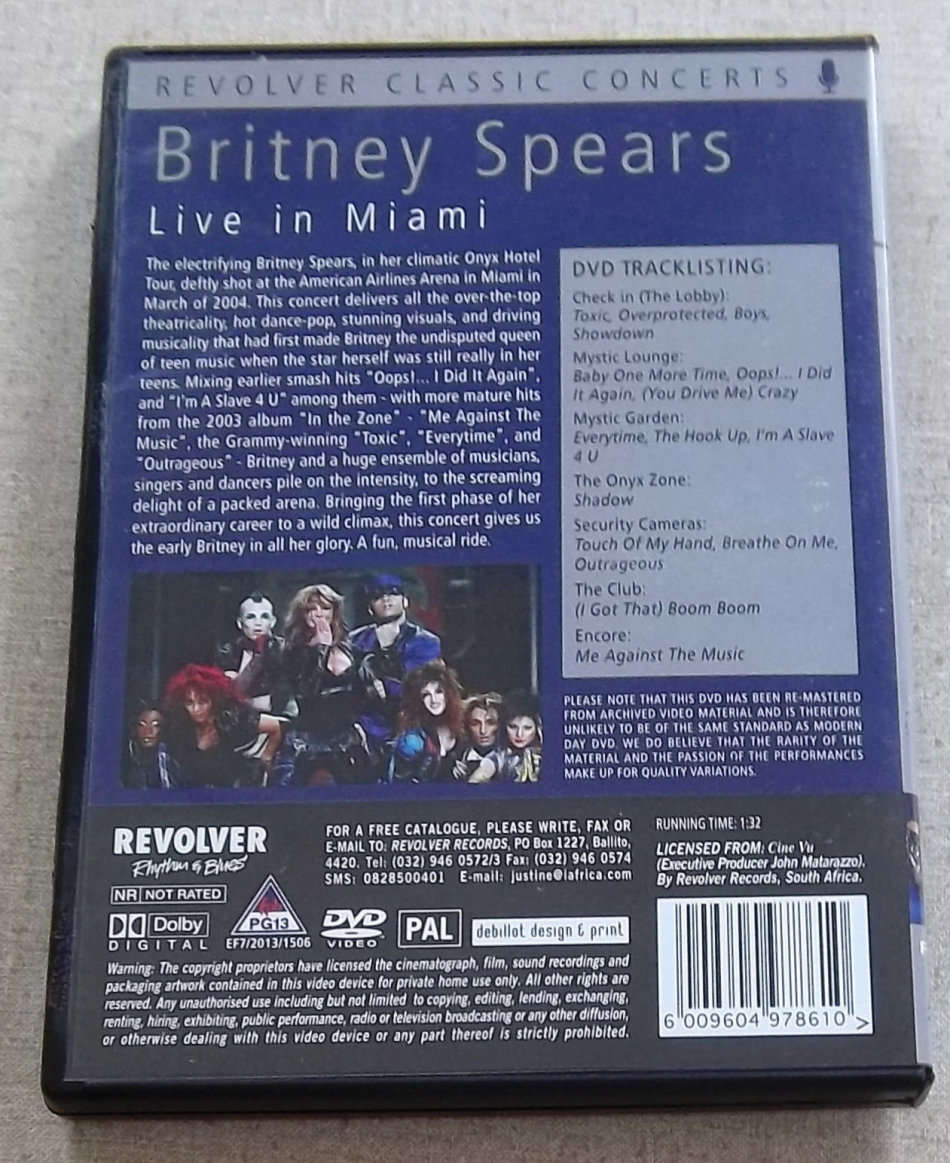 REVOLVER CLASSIC CONCERTS
Britney Spears
Live in Miami
The electrifying Britney Spears, in her climatic Onyx Hotel
Tour, deftly shot at the American Airlines Arena in Miami in
March of 2004. This concert delivers all the over-the-top
theatricality, hot dance-pop, stunning visuals, and driving
musicality that had first made Britney the undisputed queen
of teen music when the star herself was still really in her
teens. Mixing earlier smash hits "Oops!... I Did It Again",
and "I'm A Slave 4 U" among them - with more mature hits
from the 2003 album "In the Zone" - "Me Against The
Music", the Grammy-winning "Toxic", "Everytime", and
"Outrageous" - Britney and a huge ensemble of musicians,
singers and dancers pile on the intensity, to the screaming
delight of a packed arena. Bringing the first phase of her
extraordinary career to a wild climax, this concert gives us
the early Britney in all her glory. A fun, musical ride.
DVD TRACKLISTING:
Check in (The Lobby):
Toxic, Overprotected, Boys,
Showdown
Mystic Lounge:
Baby One More Time, Oops!... I Did
It Again, (You Drive Me) Crazy
Mystic Garden:
Everytime, The Hook Up, I'm A Slave
4 U
The Onyx Zone:
Shadow
Security Cameras:
Touch Of My Hand, Breathe On Me,
Outrageous
The Club:
(I Got That) Boom Boom
Encore:
Me Against The Music
PLEASE NOTE THAT THIS DVD HAS BEEN RE-MASTERED
FROM ARCHIVED VIDEO MATERIAL AND IS THEREFORE
UNLIKELY TO BE OF THE SAME STANDARD AS MODERN
DAY DVD. WE DO BELIEVE THAT THE RARITY OF THE
MATERIAL AND THE PASSION OF THE PERFORMANCES
MAKE UP FOR QUALITY VARIATIONS.
REVOLVER
Rhythm & Blues
NR NOT RATED
Dolby
DIGITAL
PG13
EF7/2013/1506
FOR A FREE CATALOGUE, PLEASE WRITE, FAX OR
E-MAIL TO: REVOLVER RECORDS, PO Box 1227, Ballito,
4420. Tel: (032) 946 0572/3 Fax: (032) 946 0574
SMS: 0828500401 E-mail: justine@iafrica.com
DVD
VIDEO
PAL
debillot design & print
RUNNING TIME: 1:32
LICENSED FROM: Cine Vu
(Executive Producer John Matarazzo).
By Revolver Records, South Africa.
Warning: The copyright proprietors have licensed the cinematograph, film, sound recordings and
packaging artwork contained in this video device for private home use only. All other rights are
reserved. Any unauthorised use including but not limited to copying, editing, lending, exchanging,
renting, hiring, exhibiting, public performance, radio or television broadcasting or any other diffusion,
or otherwise dealing with this video device or any part thereof is strictly prohibited.
6 009604 978610 >